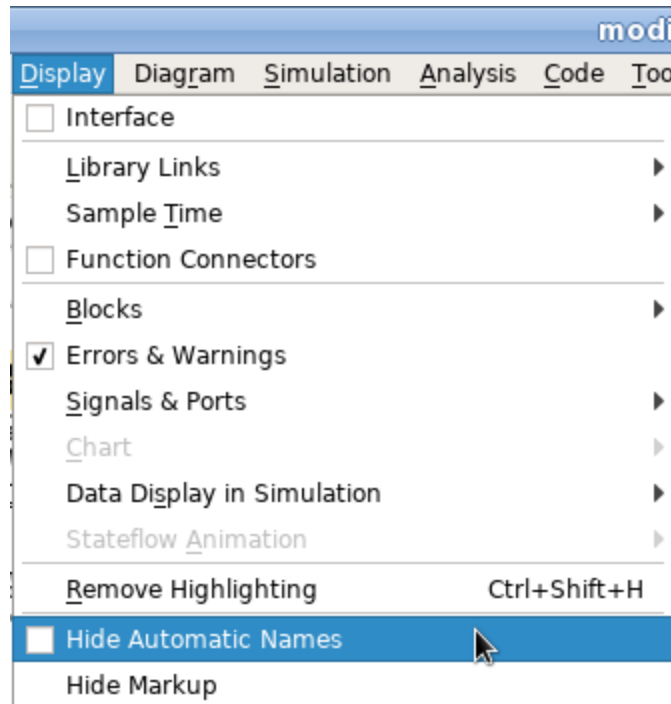 modi
Display Diagram Simulation Analysis Code Too
Interface
Library Links
Sample Time
Function Connectors
Blocks
Errors & Warnings
Signals & Ports
Chart
Data Display in Simulation
Stateflow Animation
Remove Highlighting Ctrl+Shift+H
Hide Automatic Names
Hide Markup